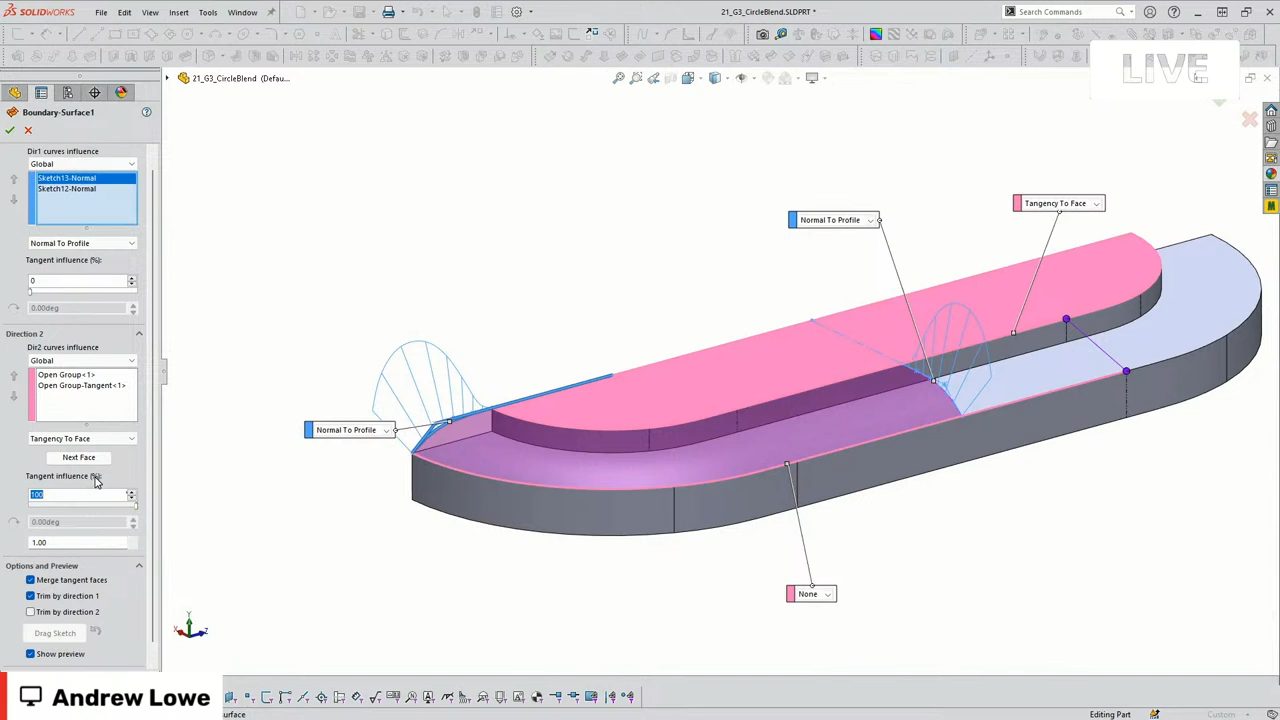 SOLIDWORKS File Edit View Insert Tools Window 21_G3_CircleBlend.SLDPRT * Search Commands
LIVE
21_G3_CircleBlend (Defau...
Boundary-Surface1
Dir1 curves influence
Global
Sketch13-Normal
Sketch12-Normal
Normal To Profile
Tangent influence (%):
0
0.00deg
Direction 2
Dir2 curves influence
Global
Open Group<1>
Open Group-Tangent<1>
Tangency To Face
Next Face
Tangent influence (%):
100
0.00deg
1.00
Options and Preview
Merge tangent faces
Trim by direction 1
Trim by direction 2
Drag Sketch
Show preview
Tangency To Face
Normal To Profile
Normal To Profile
None
Y
X
Z
Andrew Lowe
urface Editing Part Custom